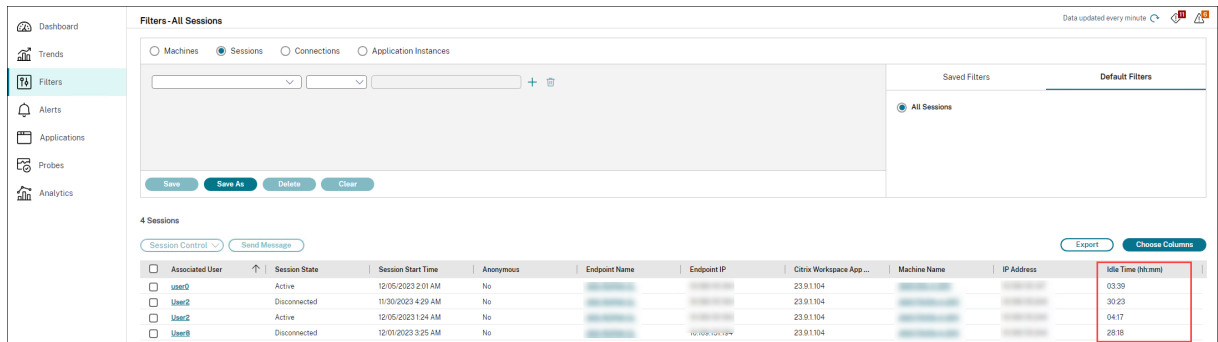 Dashboard
Trends
Filters
Alerts
Applications
Probes
Analytics
Filters - All Sessions
Data updated every minute
11
6
Machines Sessions Connections Application Instances
Saved Filters Default Filters
All Sessions
Save Save As Delete Clear
4 Sessions
Session Control Send Message
Export Choose Columns
Associated User Session State Session Start Time Anonymous Endpoint Name Endpoint IP Citrix Workspace App ... Machine Name IP Address Idle Time (hh:mm)
user0 Active 12/05/2023 2:01 AM No 23.9.1.104 03:39
User2 Disconnected 11/30/2023 4:29 AM No 23.9.1.104 30:23
User2 Active 12/05/2023 1:24 AM No 23.9.1.104 04:17
User8 Disconnected 12/01/2023 3:25 AM No 23.9.1.104 28:18